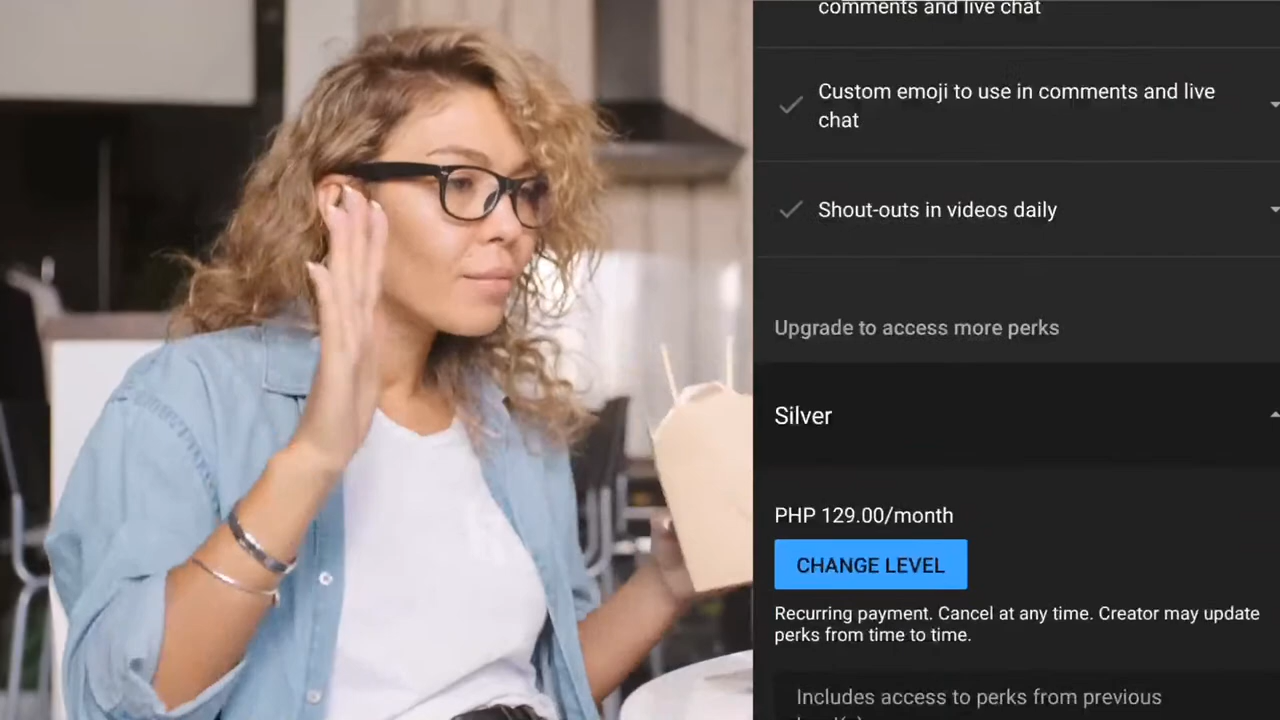 comments and live chat
Custom emoji to use in comments and live
chat
Shout-outs in videos daily
Upgrade to access more perks
Silver
PHP 129.00/month
CHANGE LEVEL
Recurring payment. Cancel at any time. Creator may update
perks from time to time.
Includes access to perks from previous